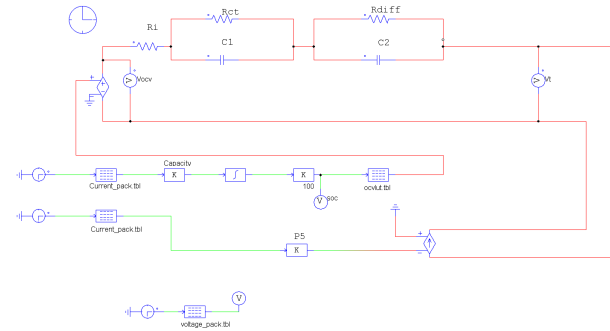 Rct
Rdiff
Ri
C1
C2
V
Vocv
V
Vt
Capacity
K
∫
K
Current_pack.tbl
100
ocvlut.tbl
V
soc
Current_pack.tbl
P5
K
V
voltage_pack.tbl